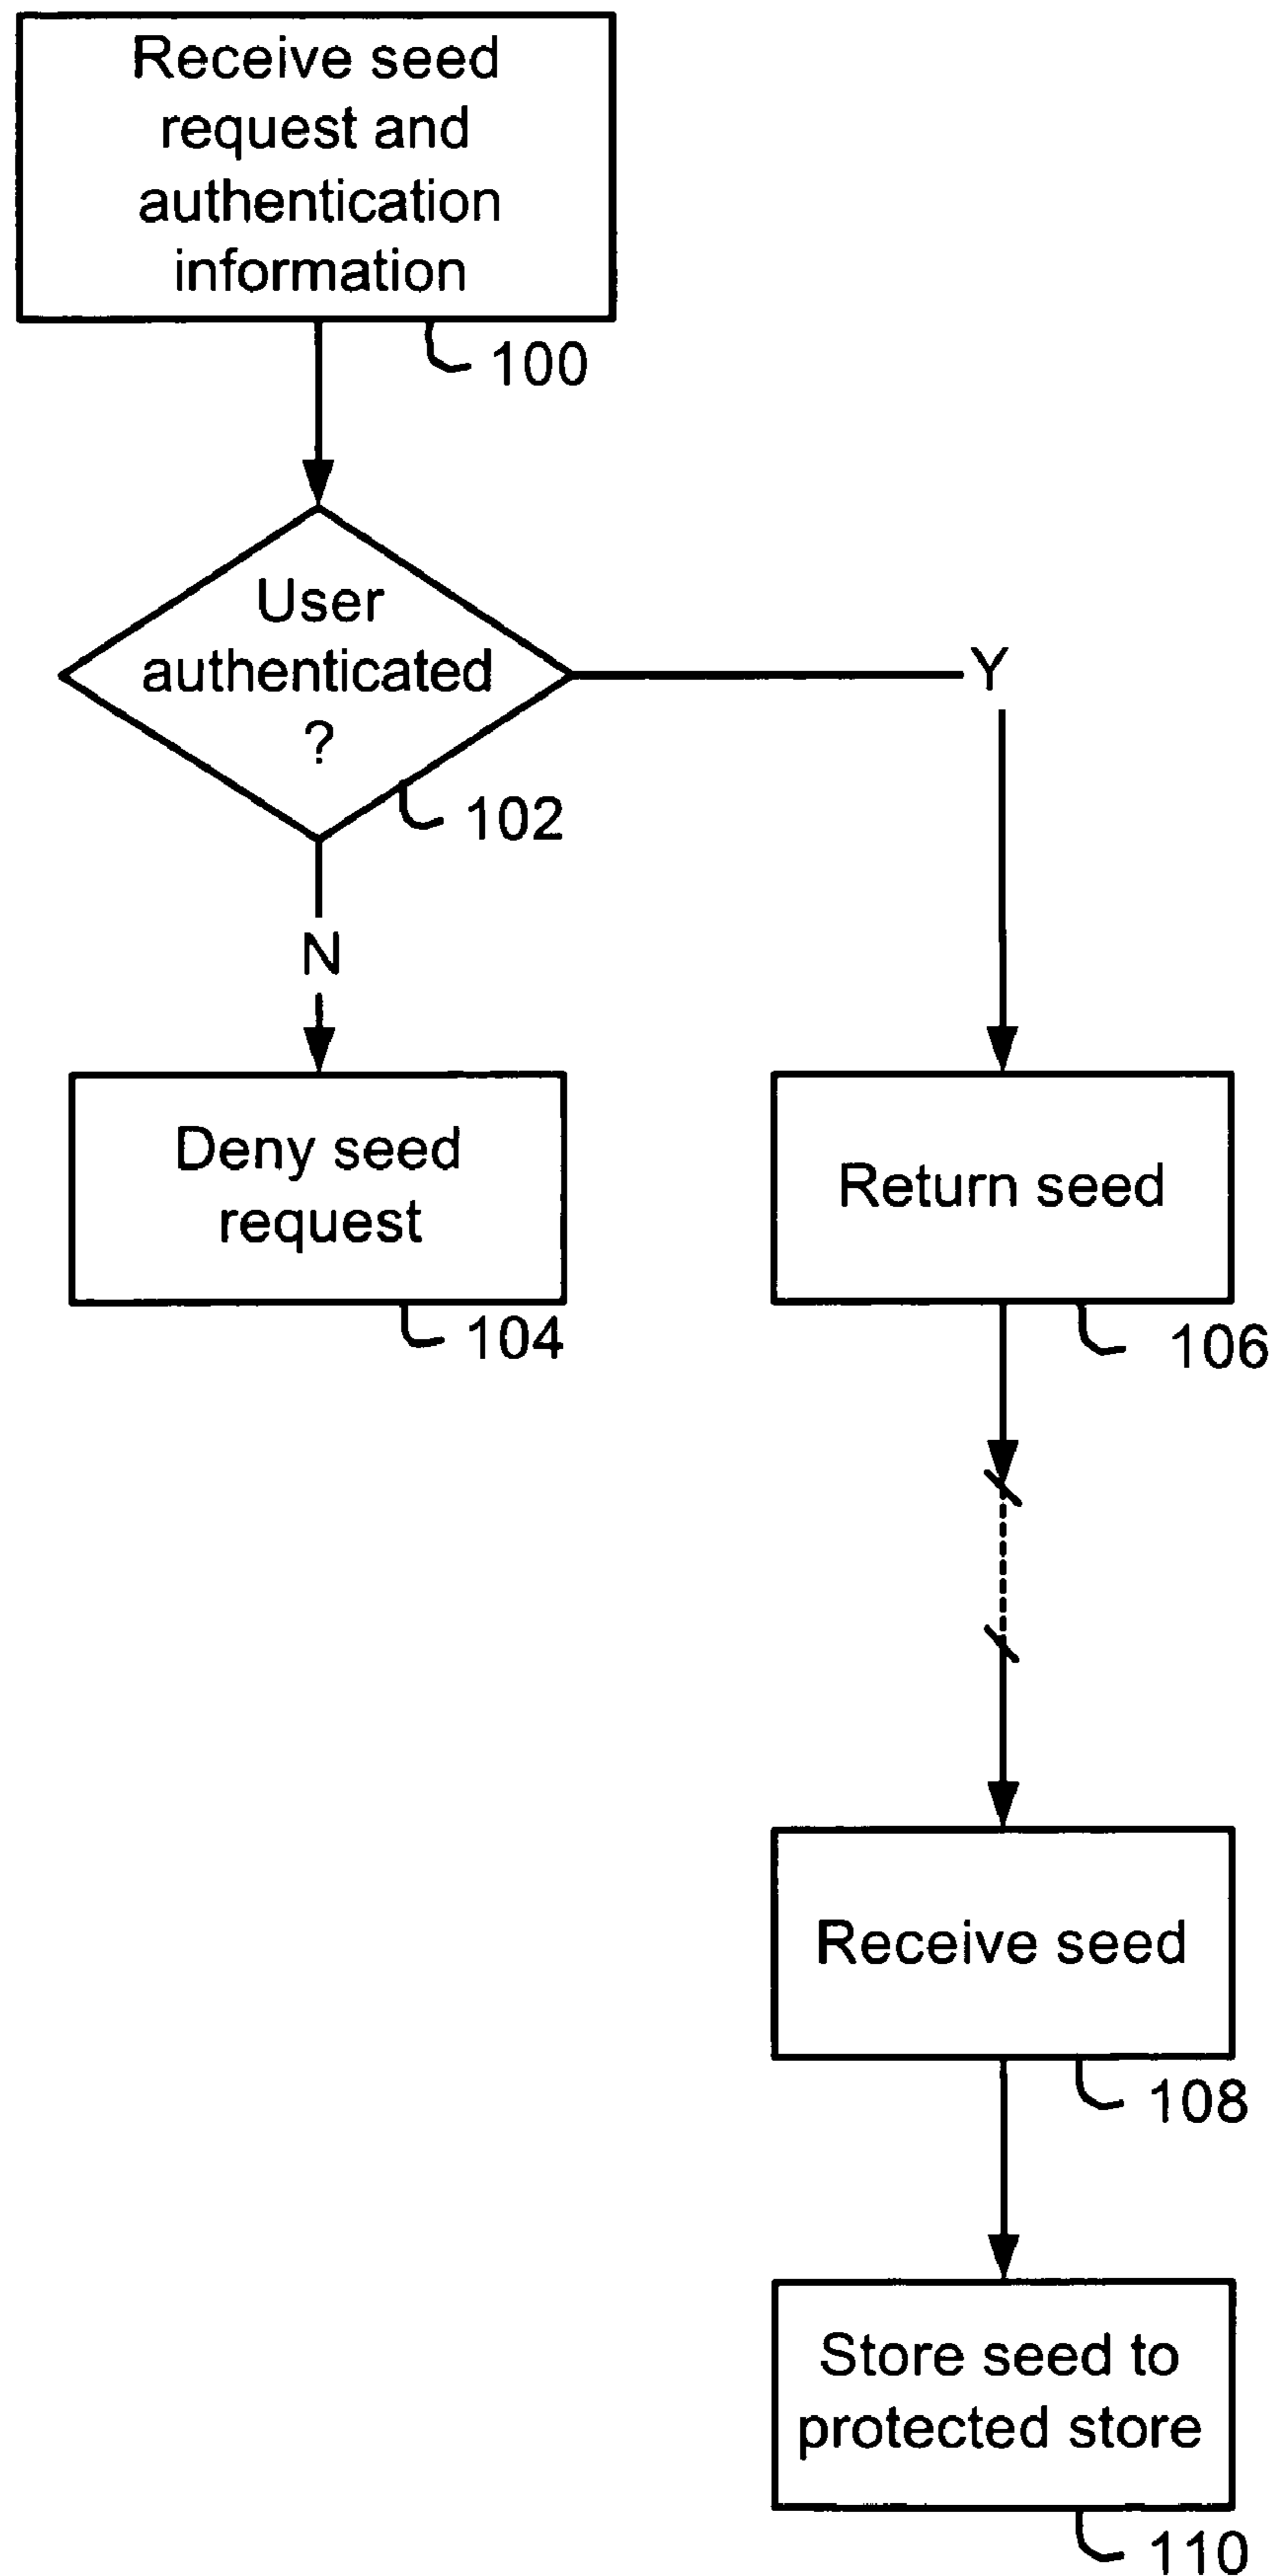 Receive seed
request and
authentication
information
100
User
authenticated
?
102
Y
N
Deny seed
request
104
Return seed
106
Receive seed
108
Store seed to
protected store
110